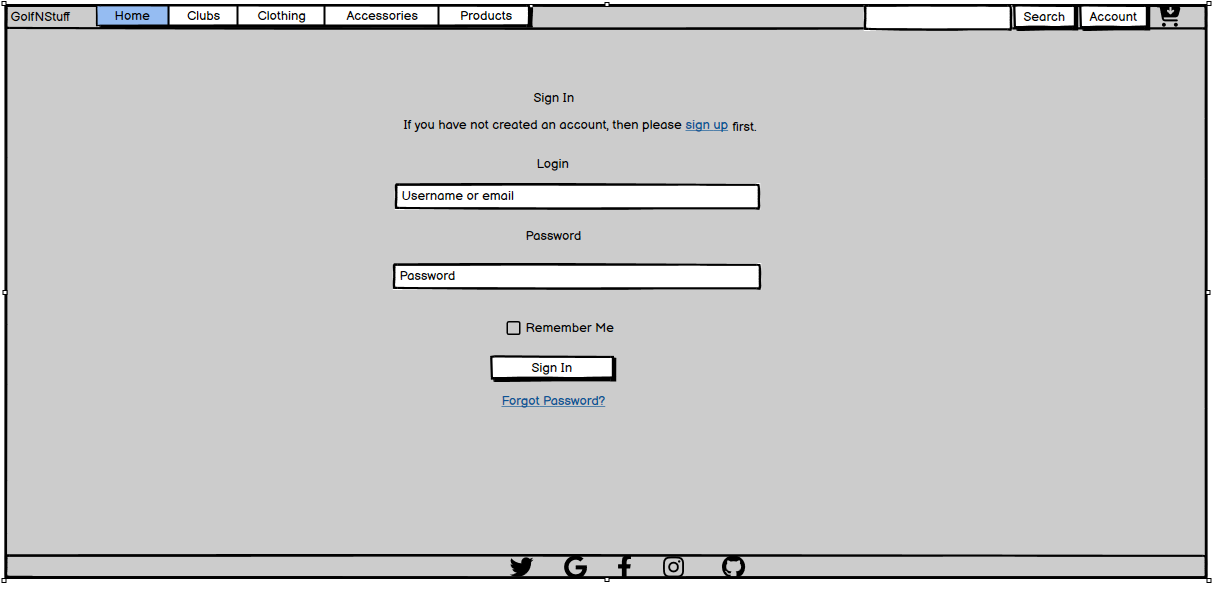 GolfNStuff Home Clubs Clothing Accessories Products Search Account
Sign In
If you have not created an account, then please sign up first.
Login
Username or email
Password
Password
Remember Me
Sign In
Forgot Password?